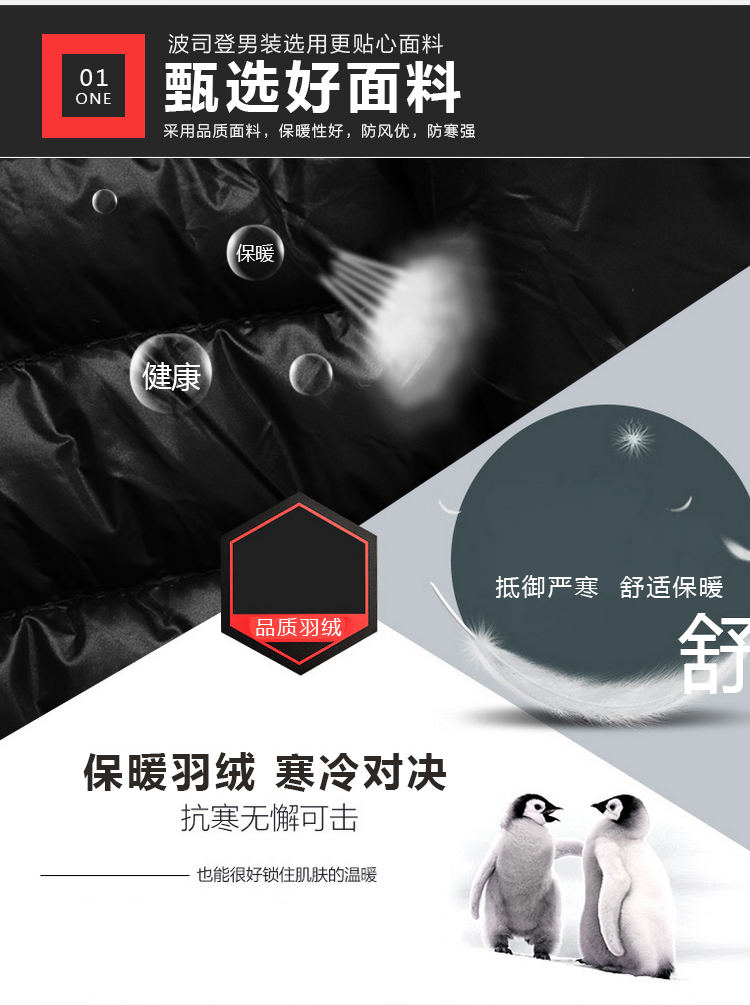 01
ONE
波司登男装选用更贴心面料
甄选好面料
采用品质面料，保暖性好，防风优，防寒强
保暖
健康
抵御严寒 舒适保暖
品质羽绒
舒
保暖羽绒 寒冷对决
抗寒无懈可击
也能很好锁住肌肤的温暖